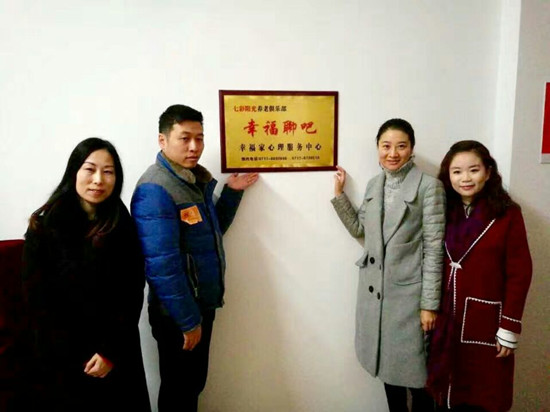 七彩阳光养老俱乐部
幸福聊吧
幸福家心理服务中心